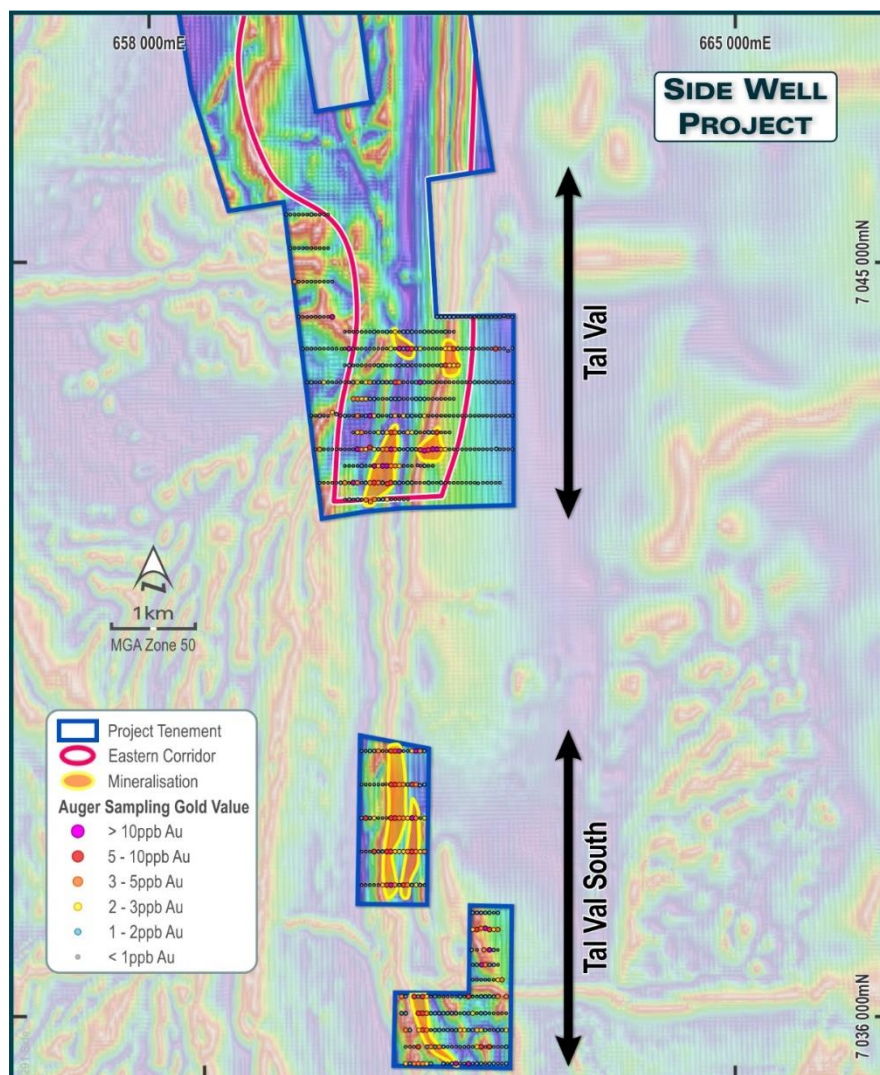 658 000mE
665 000mE
SIDE WELL
PROJECT
7 045 000mN
Tal Val
1km
MGA Zone 50
Project Tenement
Eastern Corridor
Mineralisation
Auger Sampling Gold Value
> 10ppb Au
5 - 10ppb Au
3 - 5ppb Au
2 - 3ppb Au
1 - 2ppb Au
< 1ppb Au
Tal Val South
7 036 000mN